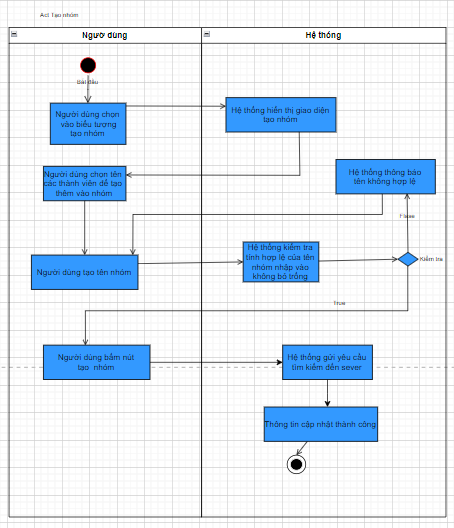 Act Tạo nhóm
Người dùng
Hệ thống
Bắt đầu
Người dùng chọn
vào biểu tượng
tạo nhóm
Hệ thống hiển thị giao diện
tạo nhóm
Người dùng chọn tên
các thành viên để tạo
thêm vào nhóm
Hệ thống thông báo
tên không hợp lệ
Flase
Người dùng tạo tên nhóm
Hệ thống kiểm tra
tính hợp lệ của tên
nhóm nhập vào
không bỏ trống
Kiểm tra
True
Người dùng bấm nút
tạo nhóm
Hệ thống gửi yêu cầu
tìm kiếm đến sever
Thông tin cập nhật thành công